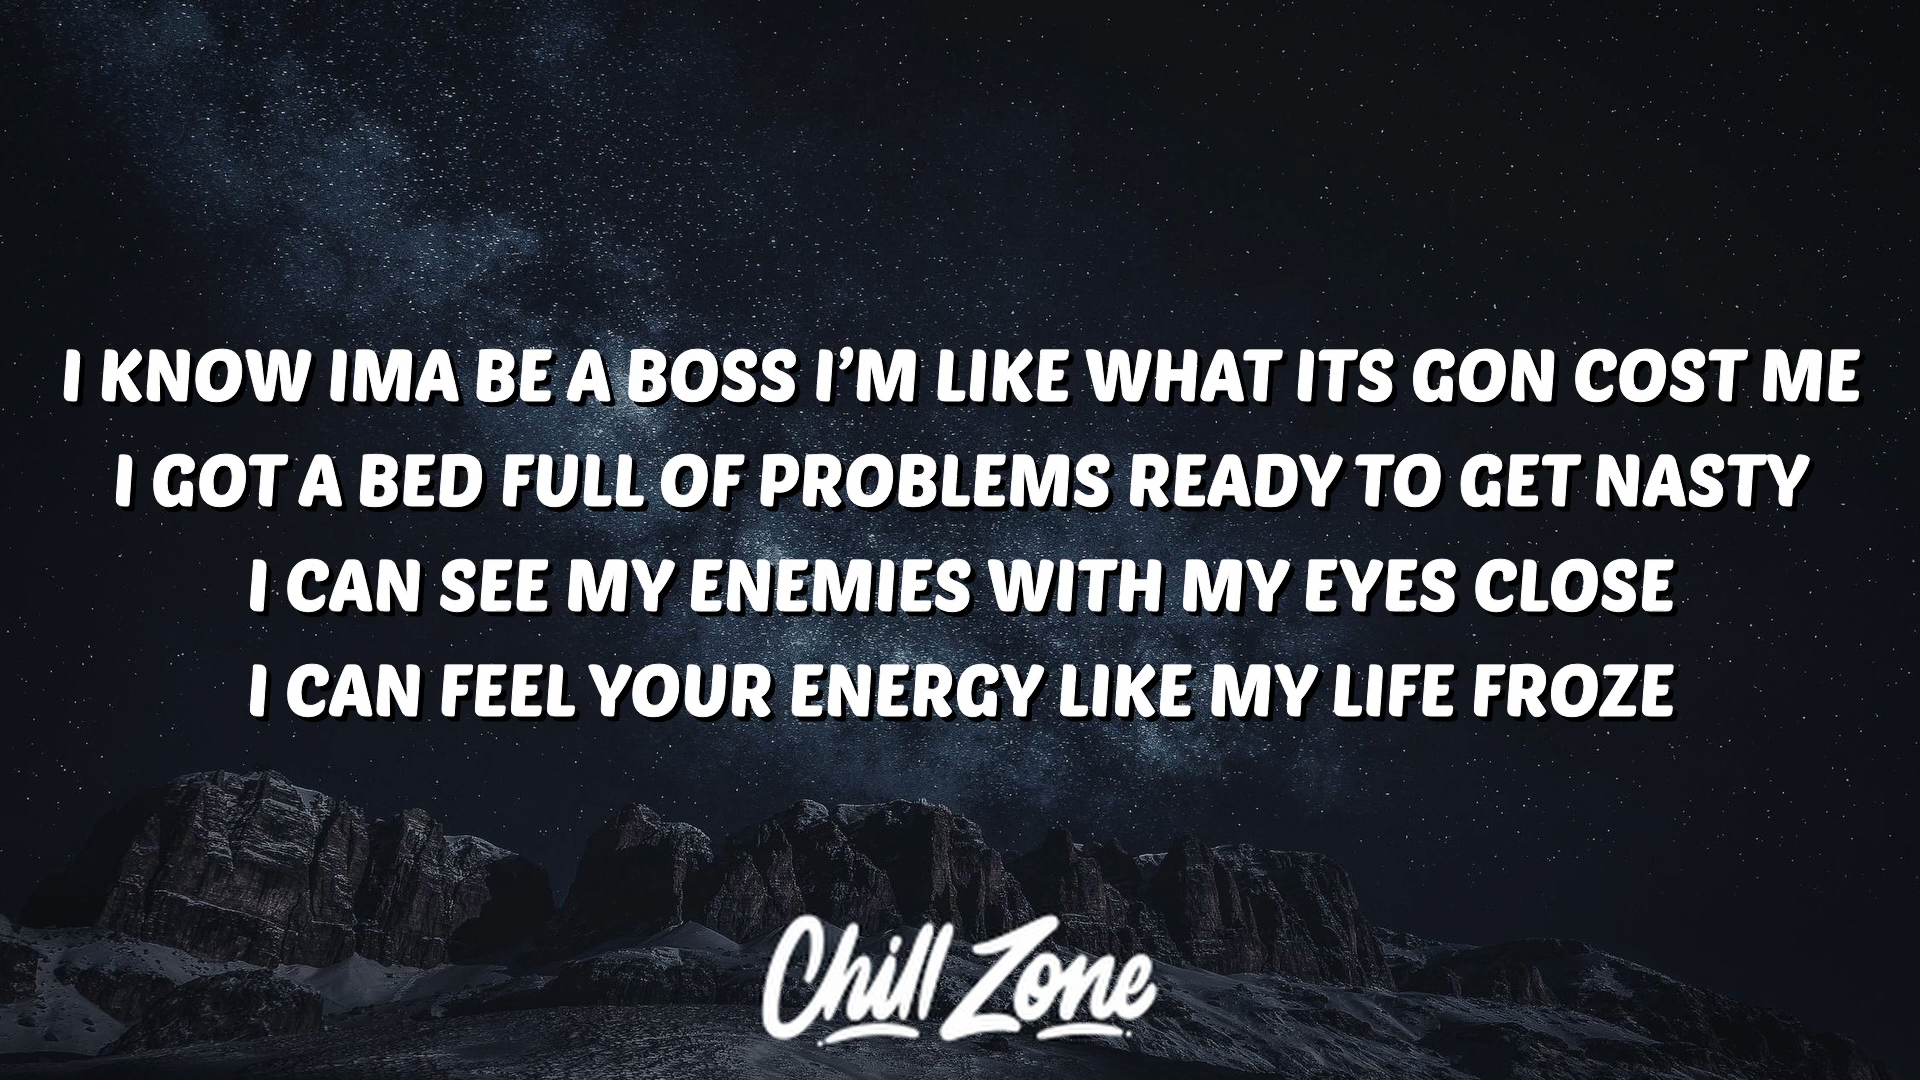 I KNOW IMA BE A BOSS I’M LIKE WHAT ITS GON COST ME
I GOT A BED FULL OF PROBLEMS READY TO GET NASTY
I CAN SEE MY ENEMIES WITH MY EYES CLOSE
I CAN FEEL YOUR ENERGY LIKE MY LIFE FROZE
Chill Zone